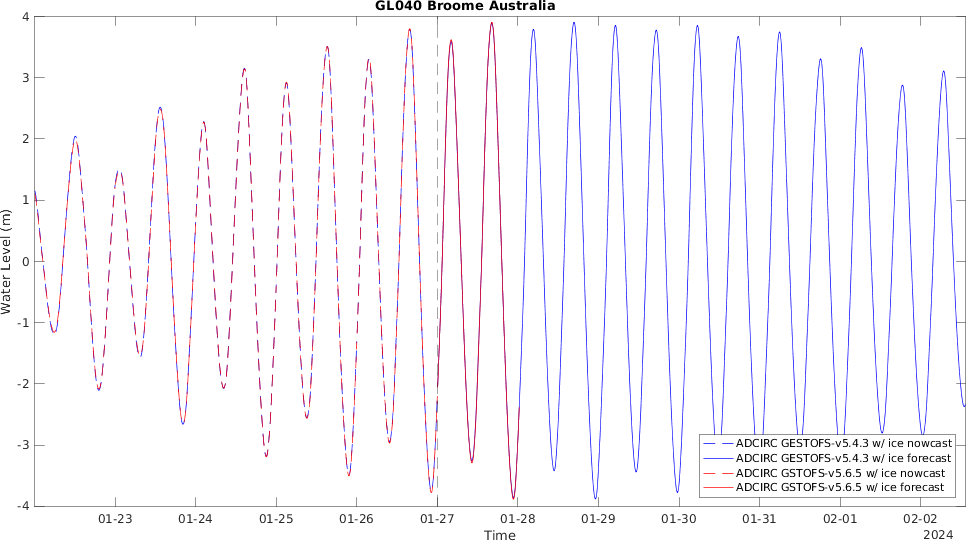 GL040 Broome Australia
4
3
2
1
0
-1
-2
-3
-4
Water Level (m)
ADCIRC GESTOFS-v5.4.3 w/ ice nowcast
ADCIRC GESTOFS-v5.4.3 w/ ice forecast
ADCIRC GSTOFS-v5.6.5 w/ ice nowcast
ADCIRC GSTOFS-v5.6.5 w/ ice forecast
01-23 01-24 01-25 01-26 01-27 01-28 01-29 01-30 01-31 02-01 02-02
Time
2024